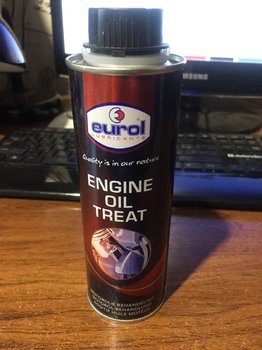 SAMSUNG
eurol
LUBRICANTS
Quality is in our nature
ENGINE
OIL
TREAT